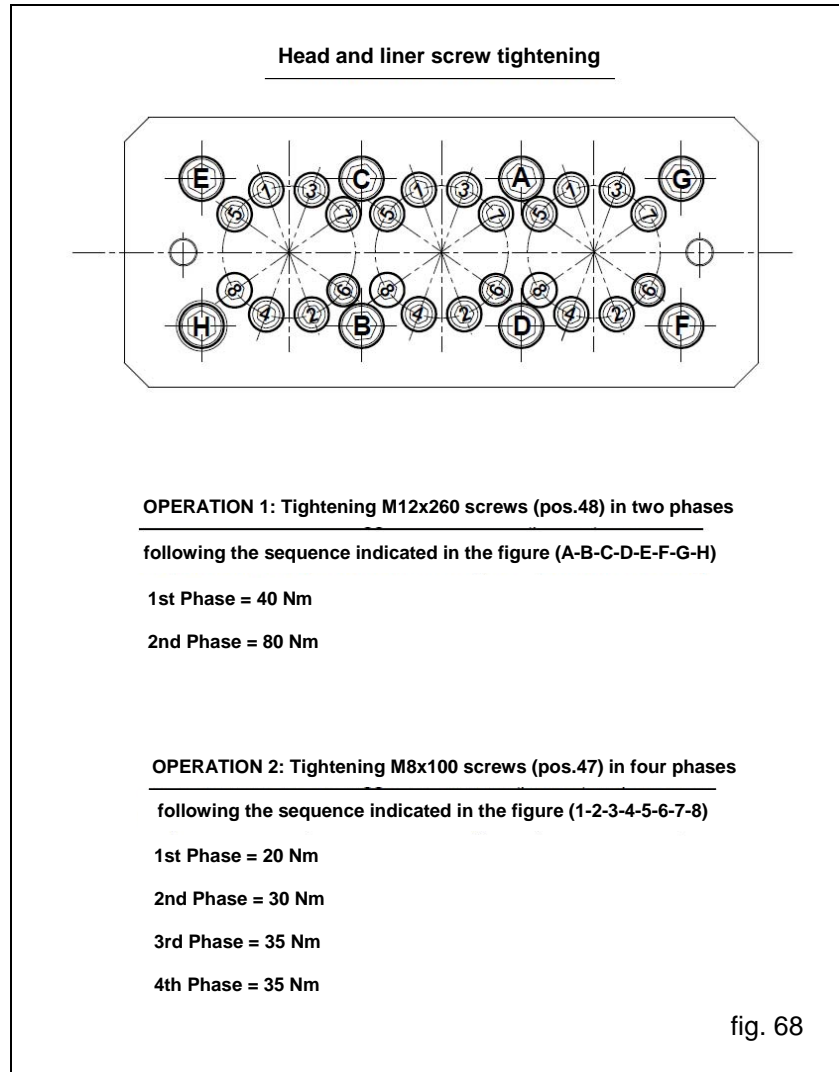 Head and liner screw tightening
E 1 3 C 1 3 A 1 3 G
5 7 5 7 5 7
8 6 8 6 8 6
H 4 2 B 4 2 D 4 2 F
OPERATION 1: Tightening M12x260 screws (pos.48) in two phases
following the sequence indicated in the figure (A-B-C-D-E-F-G-H)
1st Phase = 40 Nm
2nd Phase = 80 Nm
OPERATION 2: Tightening M8x100 screws (pos.47) in four phases
following the sequence indicated in the figure (1-2-3-4-5-6-7-8)
1st Phase = 20 Nm
2nd Phase = 30 Nm
3rd Phase = 35 Nm
4th Phase = 35 Nm
fig. 68